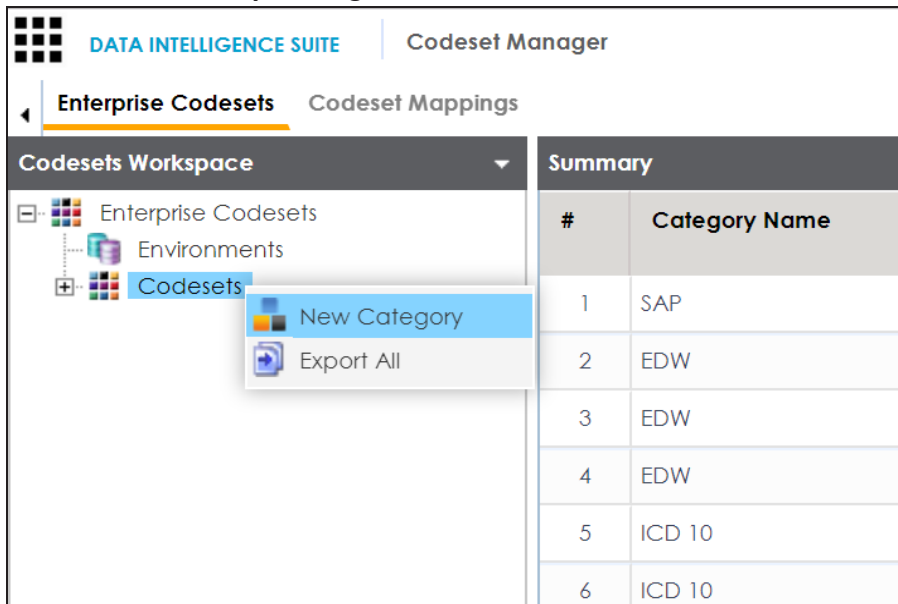 DATA INTELLIGENCE SUITE Codeset Manager
Enterprise Codesets Codeset Mappings
Codesets Workspace
Enterprise Codesets
Environments
Codesets
New Category
Export All
Summary
# Category Name
1 SAP
2 EDW
3 EDW
4 EDW
5 ICD 10
6 ICD 10